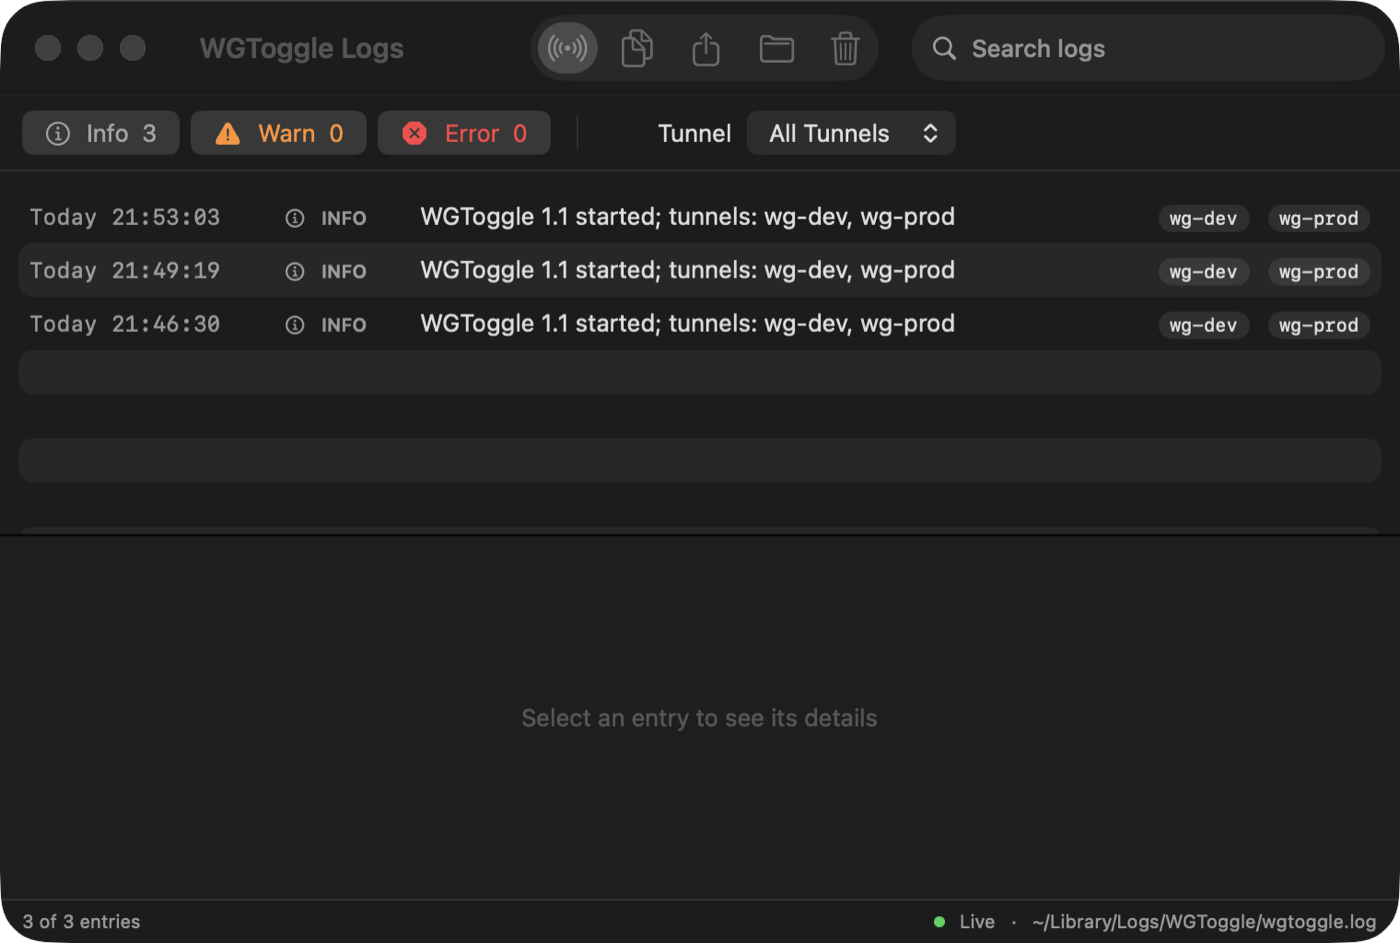 WGToggle Logs Search logs
Info 3 Warn 0 Error 0 Tunnel All Tunnels
Today 21:53:03 INFO WGToggle 1.1 started; tunnels: wg-dev, wg-prod wg-dev wg-prod
Today 21:49:19 INFO WGToggle 1.1 started; tunnels: wg-dev, wg-prod wg-dev wg-prod
Today 21:46:30 INFO WGToggle 1.1 started; tunnels: wg-dev, wg-prod wg-dev wg-prod
Select an entry to see its details
3 of 3 entries Live · ~/Library/Logs/WGToggle/wgtoggle.log